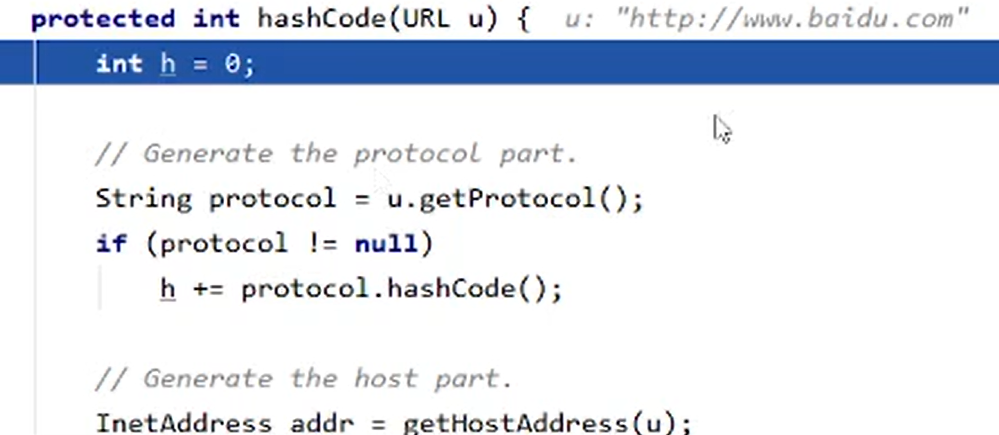 protected int hashCode(URL u) {  u: "http://www.baidu.com"
int h = 0;
// Generate the protocol part.
String protocol = u.getProtocol();
if (protocol != null)
h += protocol.hashCode();
// Generate the host part.
InetAddress addr = getHostAddress(u);